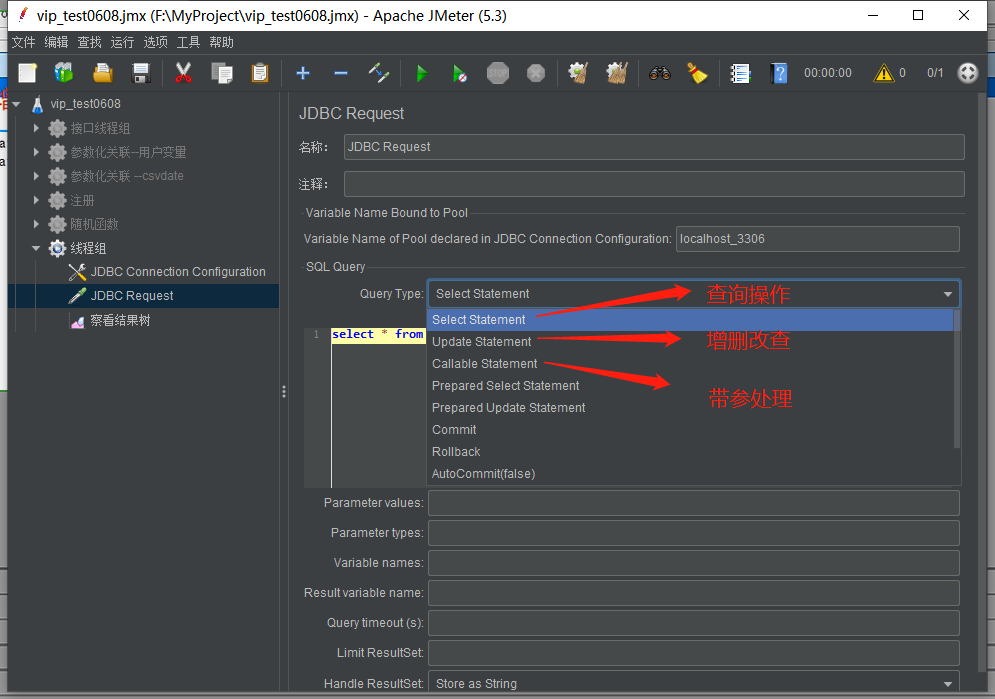 vip_test0608.jmx (F:\MyProject\vip_test0608.jmx) - Apache JMeter (5.3)
文件 编辑 查找 运行 选项 工具 帮助
STOP 00:00:00 0 0/1
vip_test0608
接口线程组
参数化关联--用户变量
参数化关联 --csvdate
注册
随机函数
线程组
JDBC Connection Configuration
JDBC Request
察看结果树
JDBC Request
名称: JDBC Request
注释:
Variable Name Bound to Pool
Variable Name of Pool declared in JDBC Connection Configuration: localhost_3306
SQL Query
Query Type: Select Statement
查询操作
1 select * from
Select Statement
Update Statement
增删改查
Callable Statement
Prepared Select Statement
带参处理
Prepared Update Statement
Commit
Rollback
AutoCommit(false)
Parameter values:
Parameter types:
Variable names:
Result variable name:
Query timeout (s):
Limit ResultSet:
Handle ResultSet: Store as String